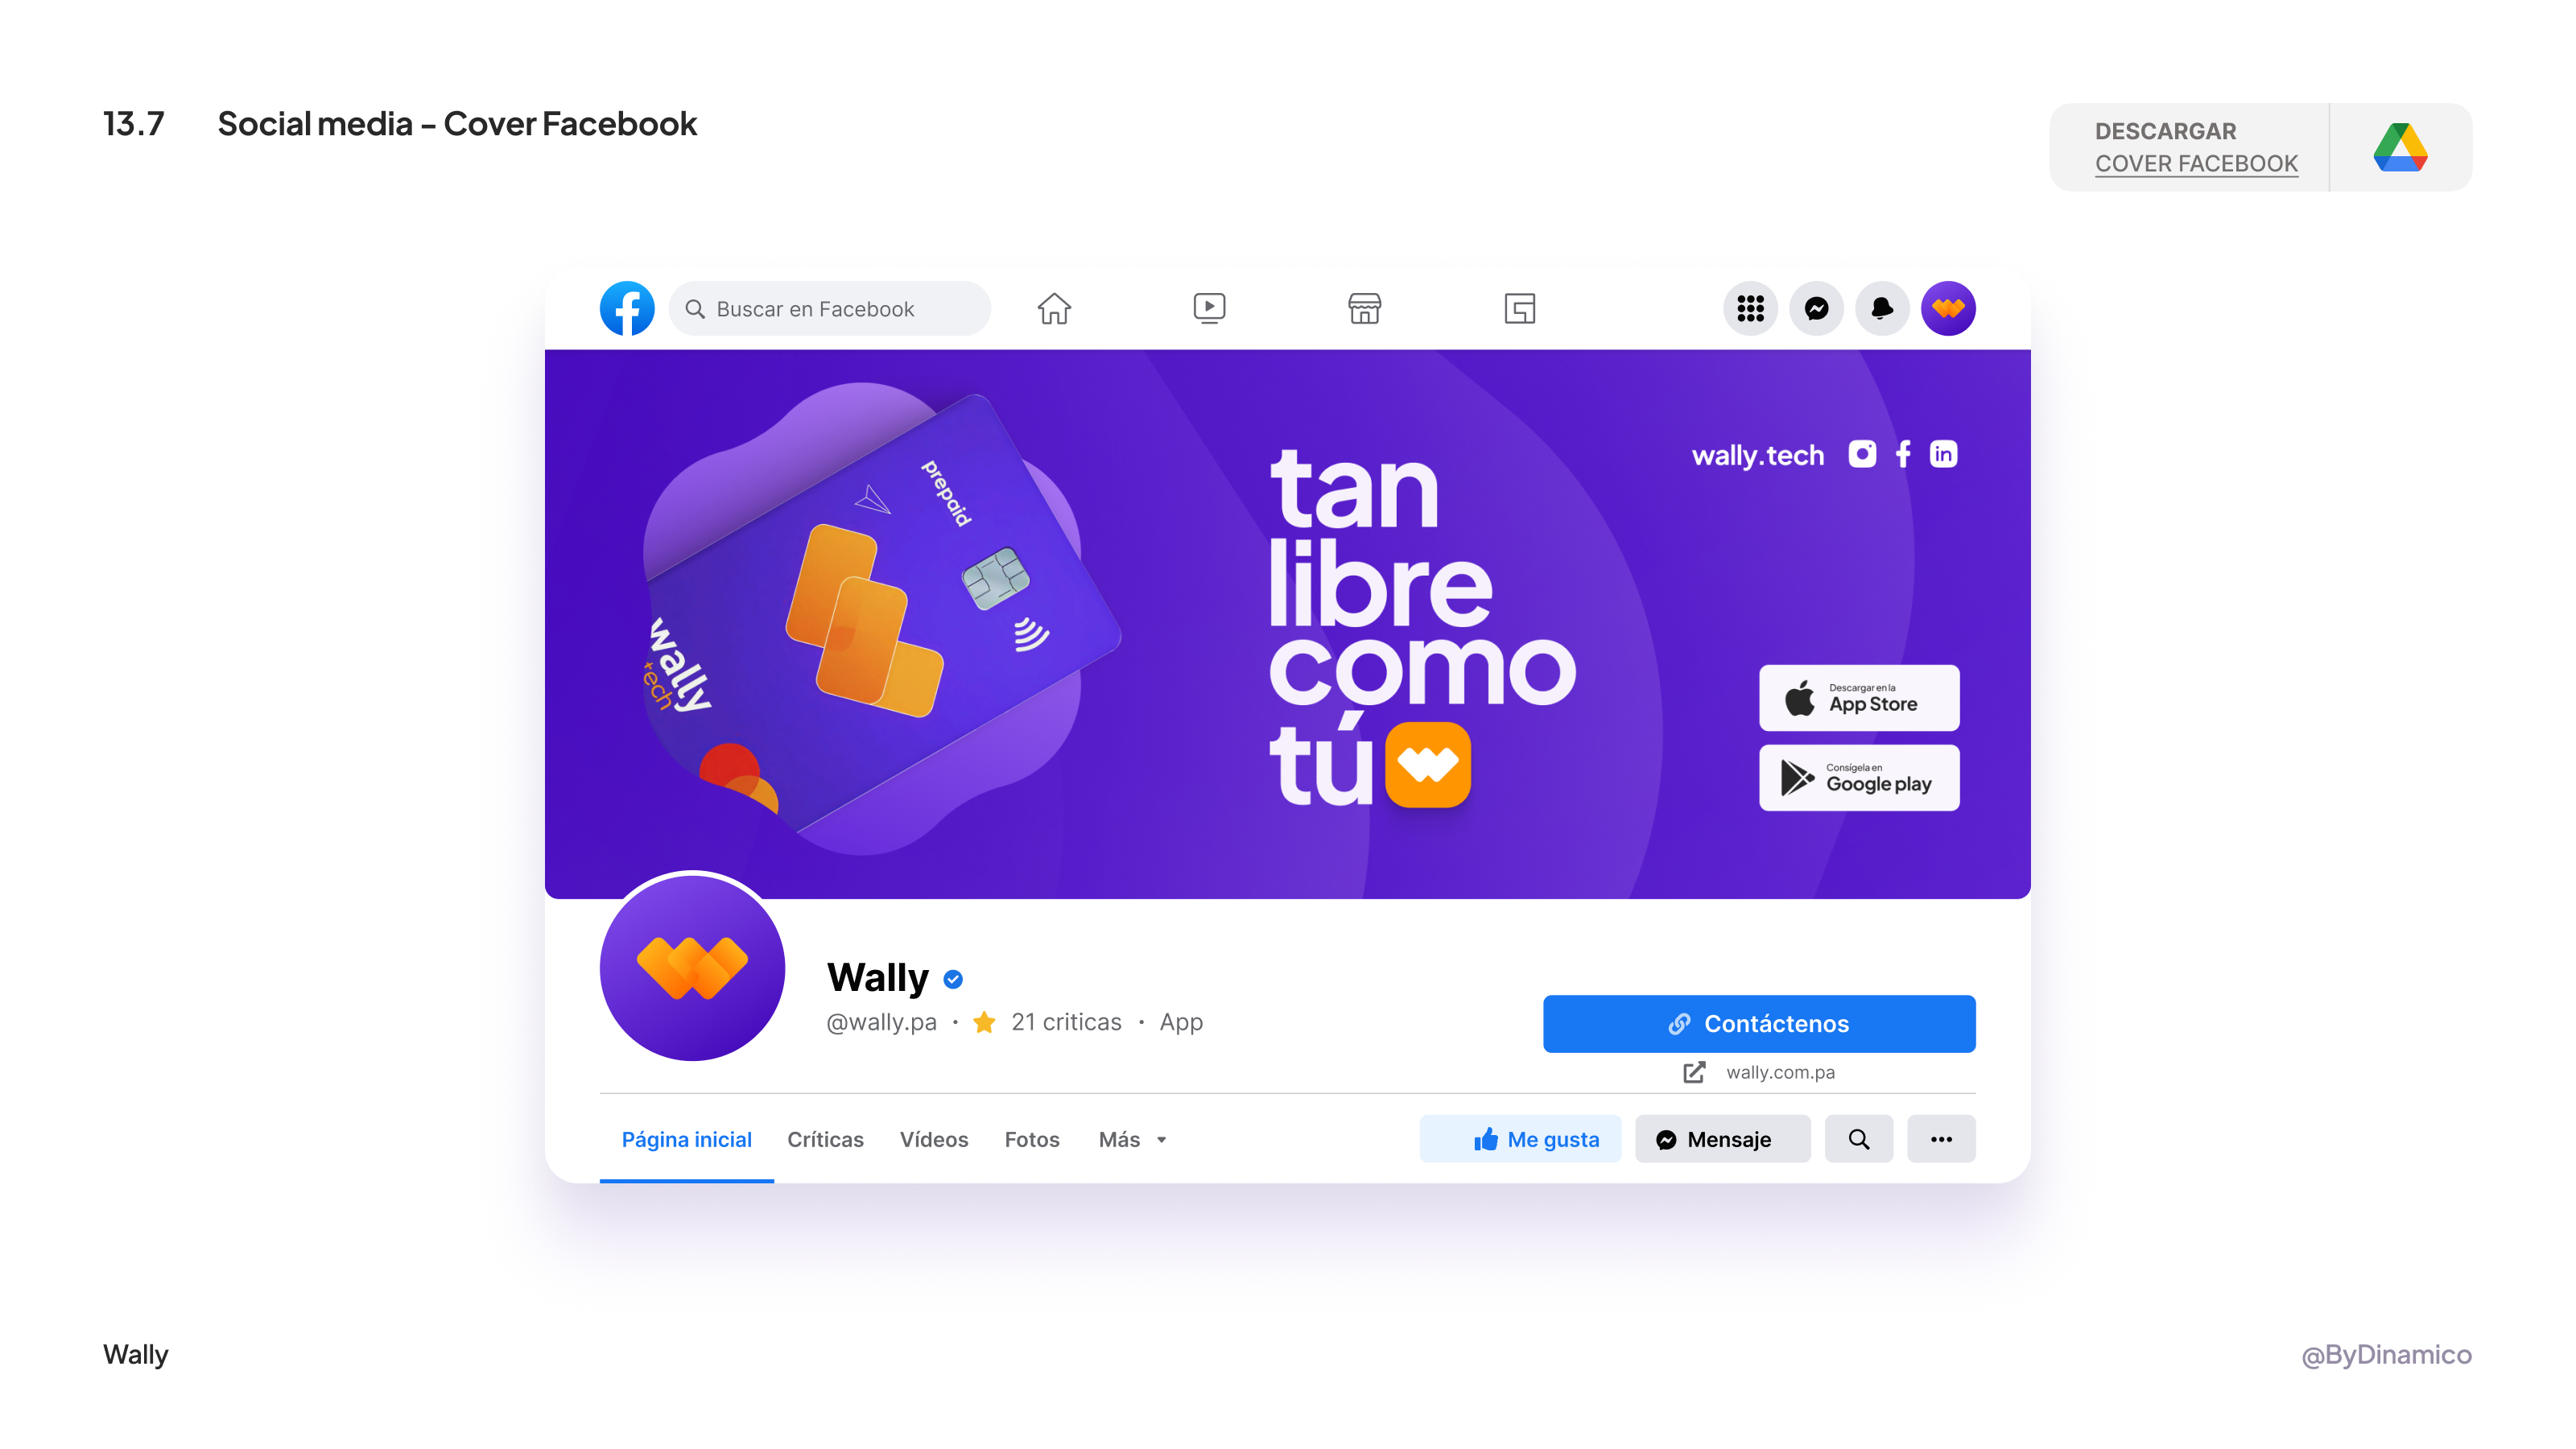 13.7 Social media – Cover Facebook
DESCARGAR
COVER FACEBOOK
Buscar en Facebook
prepaid
wally
tech
tan
libre
como
tú
wally.tech
Descargar en la
App Store
Consígela en
Google play
Wally
@wally.pa · 21 criticas · App
Contáctenos
wally.com.pa
Página inicial
Críticas
Vídeos
Fotos
Más
Me gusta
Mensaje
Wally
@ByDinamico